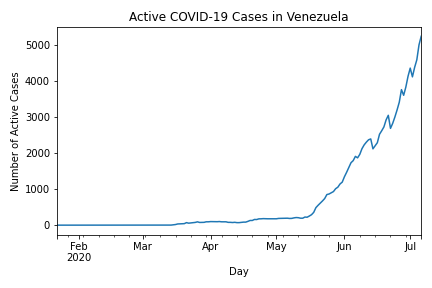 Active COVID-19 Cases in Venezuela
Number of Active Cases
5000
4000
3000
2000
1000
0
Feb Mar Apr May Jun Jul
2020
Day